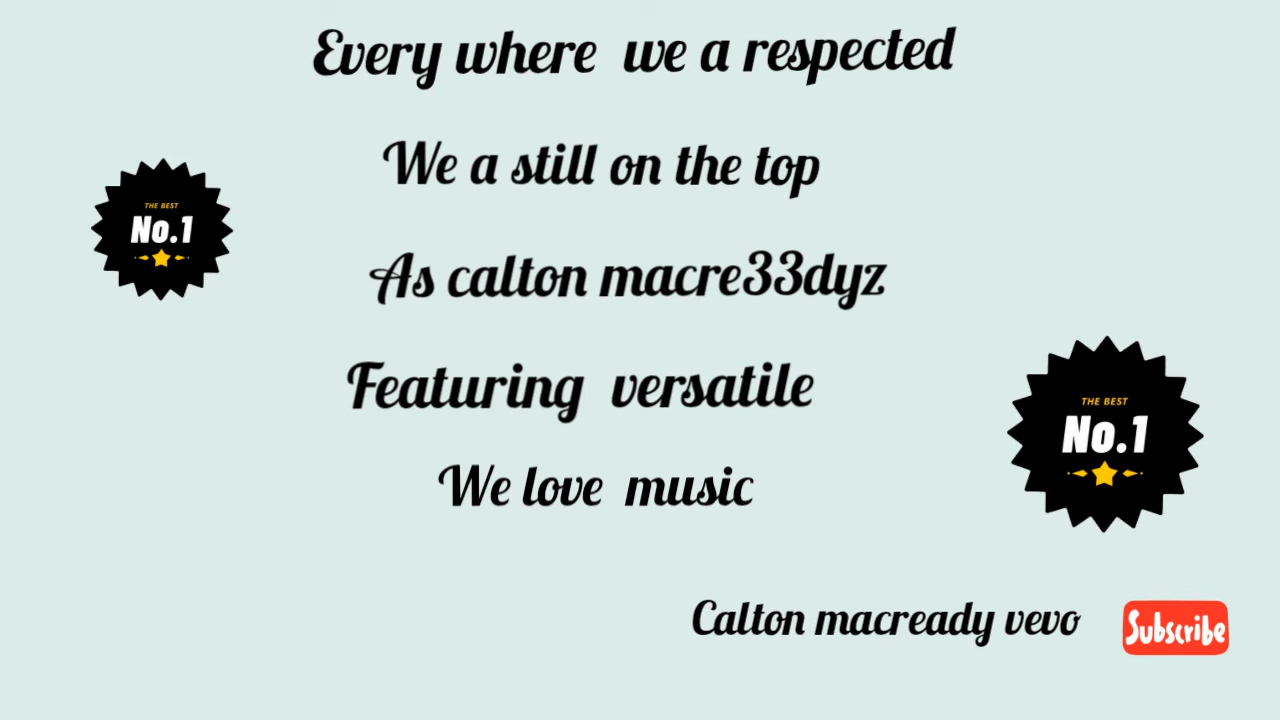 Every where we a respected
We a still on the top
THE BEST
No.1
As calton macre33dyz
Featuring versatile
THE BEST
No.1
We love music
Calton macready vevo
Subscribe